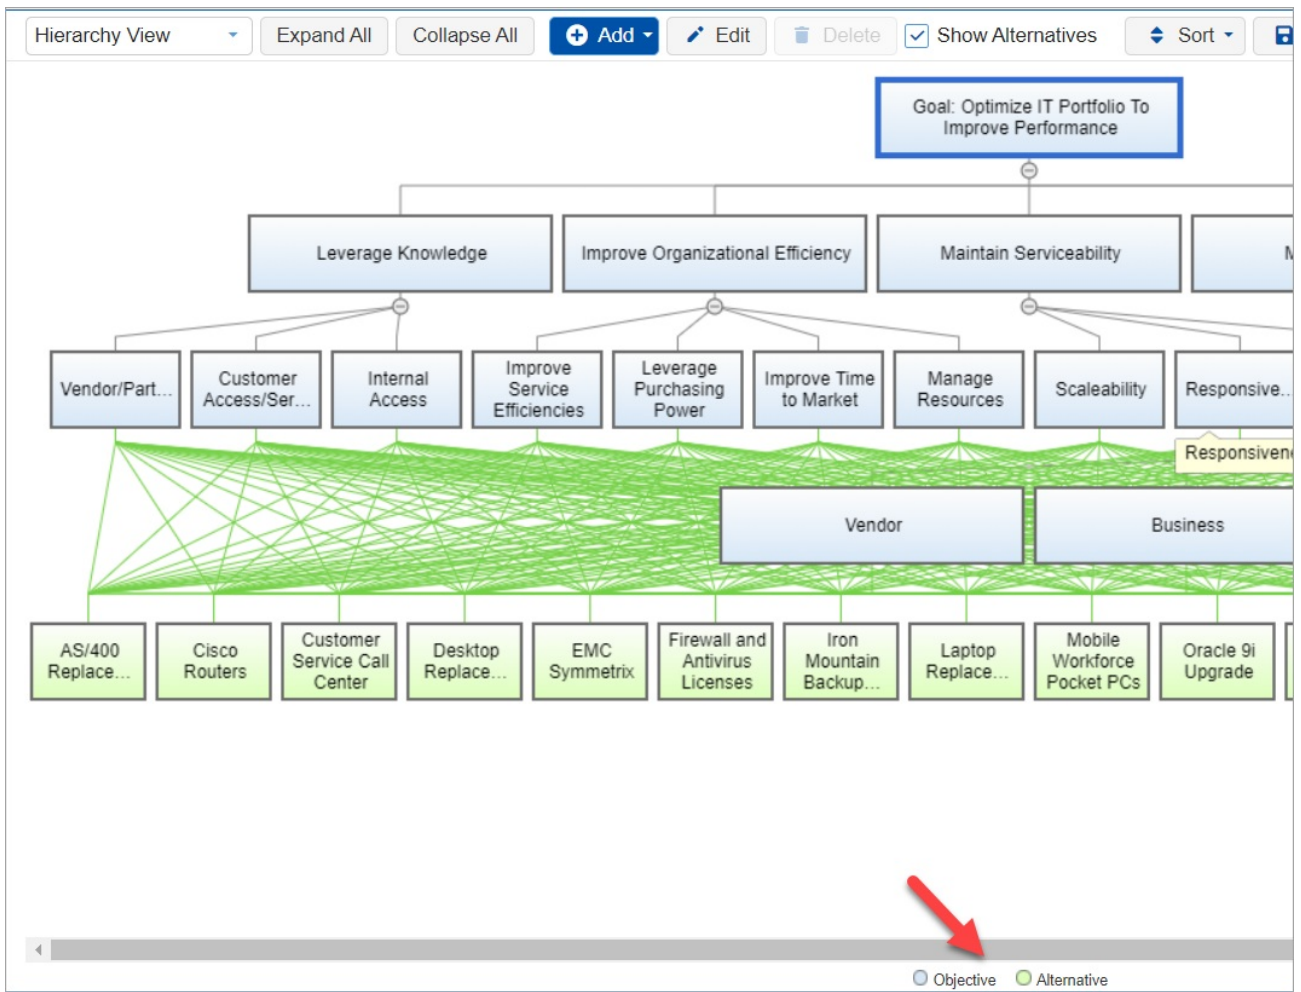 Hierarchy View Expand All Collapse All Add Edit Delete Show Alternatives Sort
Goal: Optimize IT Portfolio To
Improve Performance
Leverage Knowledge
Improve Organizational Efficiency
Maintain Serviceability
M
Vendor/Part...
Customer
Access/Ser...
Internal
Access
Improve
Service
Efficiencies
Leverage
Purchasing
Power
Improve Time
to Market
Manage
Resources
Scaleability
Responsive...
Responsiven
Vendor
Business
AS/400
Replace...
Cisco
Routers
Customer
Service Call
Center
Desktop
Replace...
EMC
Symmetrix
Firewall and
Antivirus
Licenses
Iron
Mountain
Backup...
Laptop
Replace...
Mobile
Workforce
Pocket PCs
Oracle 9i
Upgrade
Objective Alternative